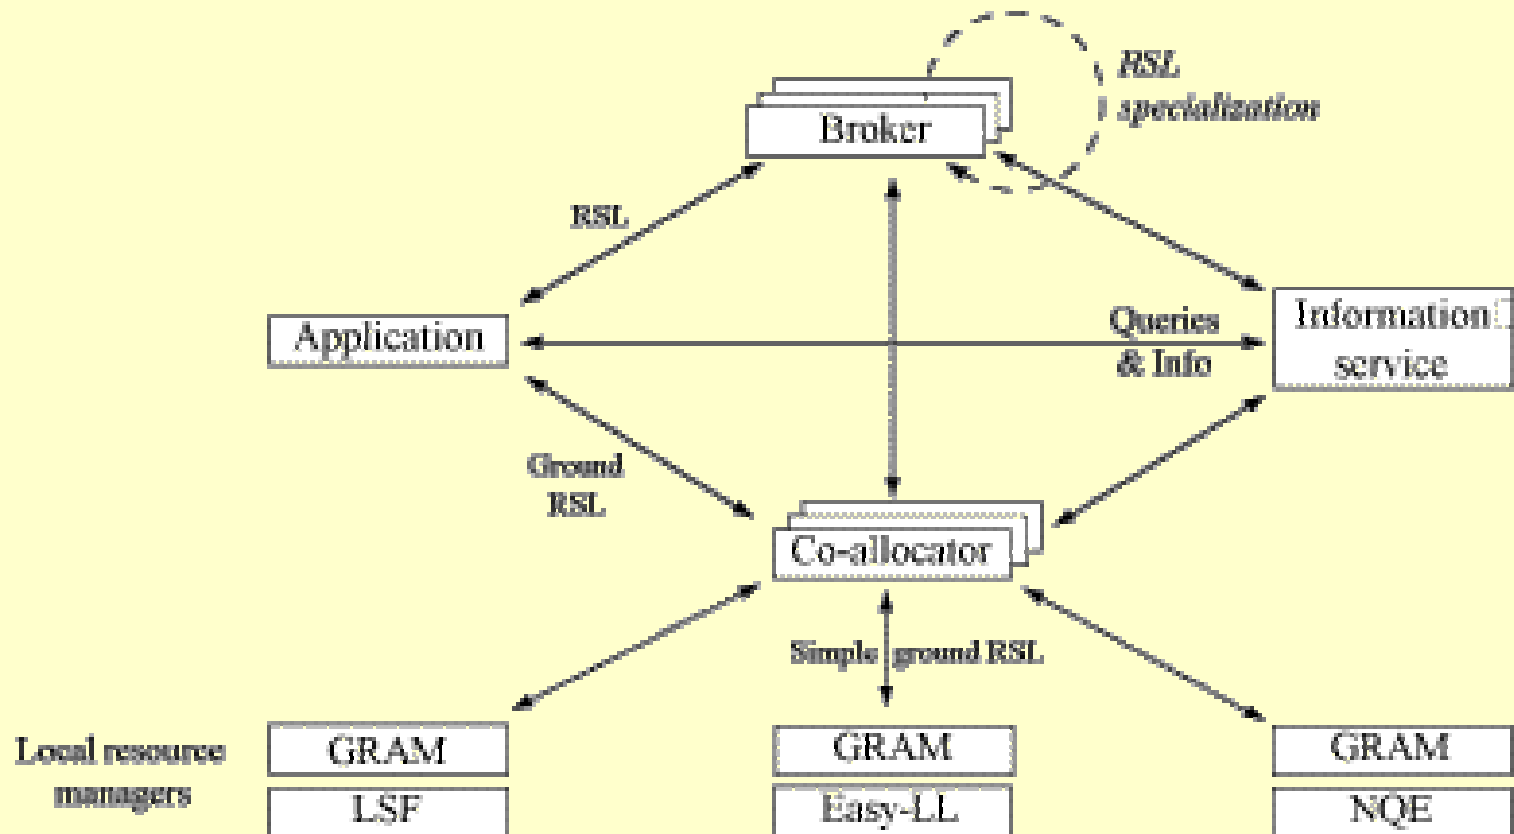 RSL
specialization
Broker
RSL
Application
Queries
& Info
Information
service
Ground
RSL
Co-allocator
Simple ground RSL
Local resource
managers
GRAM
GRAM
GRAM
LSF
Easy-LL
NQE